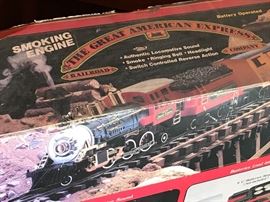 Battery Operated
SMOKING
ENGINE
THE GREAT AMERICAN EXPRESS
RAILROAD
COMPANY
• Authentic Locomotive Sound
• Smoke • Ringing Bell • Headlight
• Switch Controlled Reverse Action